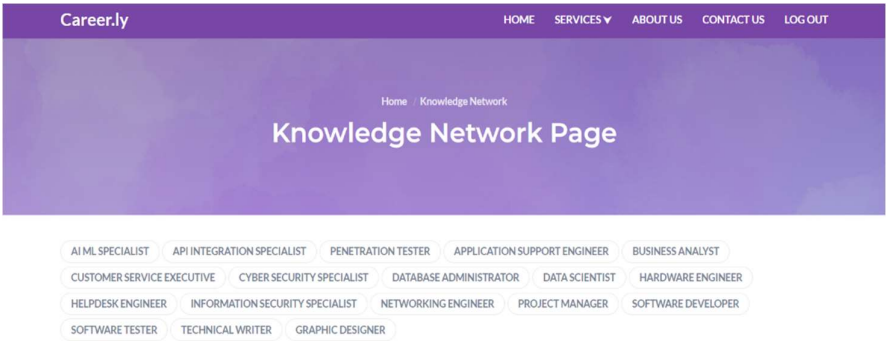 Career.ly HOME SERVICES ABOUT US CONTACT US LOG OUT
Home / Knowledge Network
Knowledge Network Page
AI ML SPECIALIST API INTEGRATION SPECIALIST PENETRATION TESTER APPLICATION SUPPORT ENGINEER BUSINESS ANALYST
CUSTOMER SERVICE EXECUTIVE CYBER SECURITY SPECIALIST DATABASE ADMINISTRATOR DATA SCIENTIST HARDWARE ENGINEER
HELPDESK ENGINEER INFORMATION SECURITY SPECIALIST NETWORKING ENGINEER PROJECT MANAGER SOFTWARE DEVELOPER
SOFTWARE TESTER TECHNICAL WRITER GRAPHIC DESIGNER